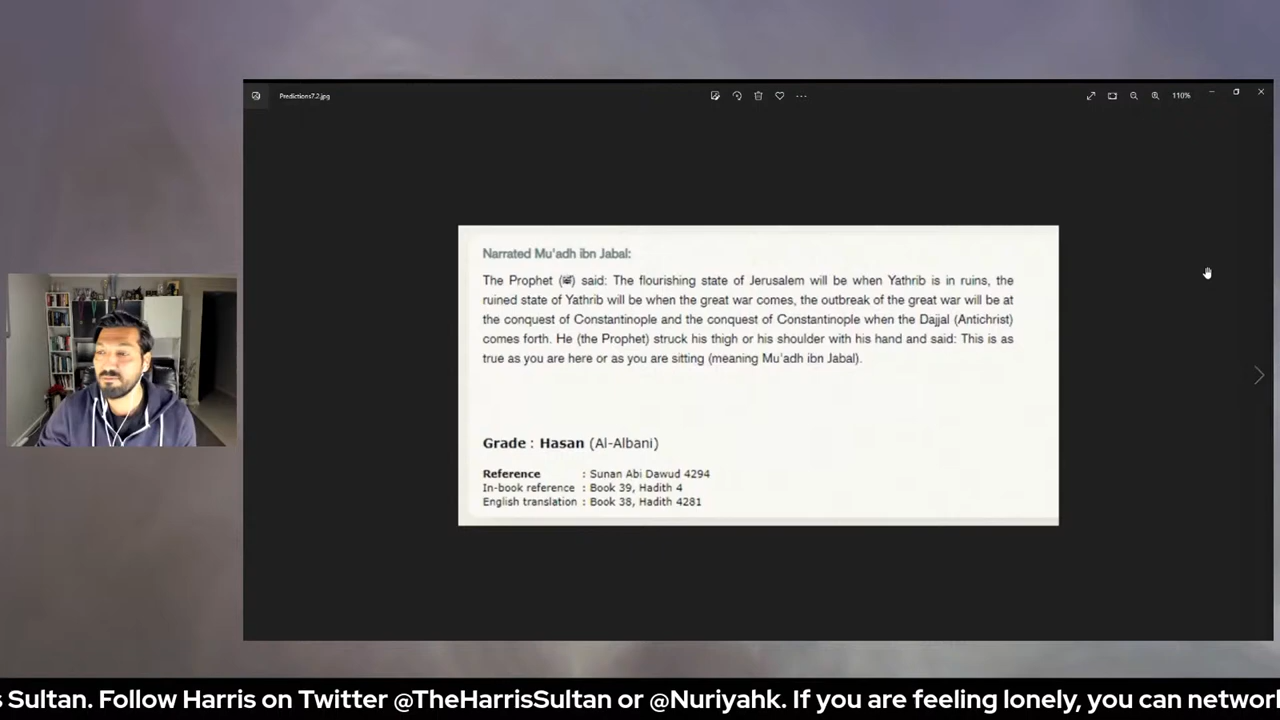 Predictions7.2.jpg
110%
Narrated Mu'adh ibn Jabal:
The Prophet (ﷺ) said: The flourishing state of Jerusalem will be when Yathrib is in ruins, the
ruined state of Yathrib will be when the great war comes, the outbreak of the great war will be at
the conquest of Constantinople and the conquest of Constantinople when the Dajjal (Antichrist)
comes forth. He (the Prophet) struck his thigh or his shoulder with his hand and said: This is as
true as you are here or as you are sitting (meaning Mu'adh ibn Jabal).
Grade : Hasan (Al-Albani)
Reference : Sunan Abi Dawud 4294
In-book reference : Book 39, Hadith 4
English translation : Book 38, Hadith 4281
s Sultan. Follow Harris on Twitter @TheHarrisSultan or @Nuriyahk. If you are feeling lonely, you can network